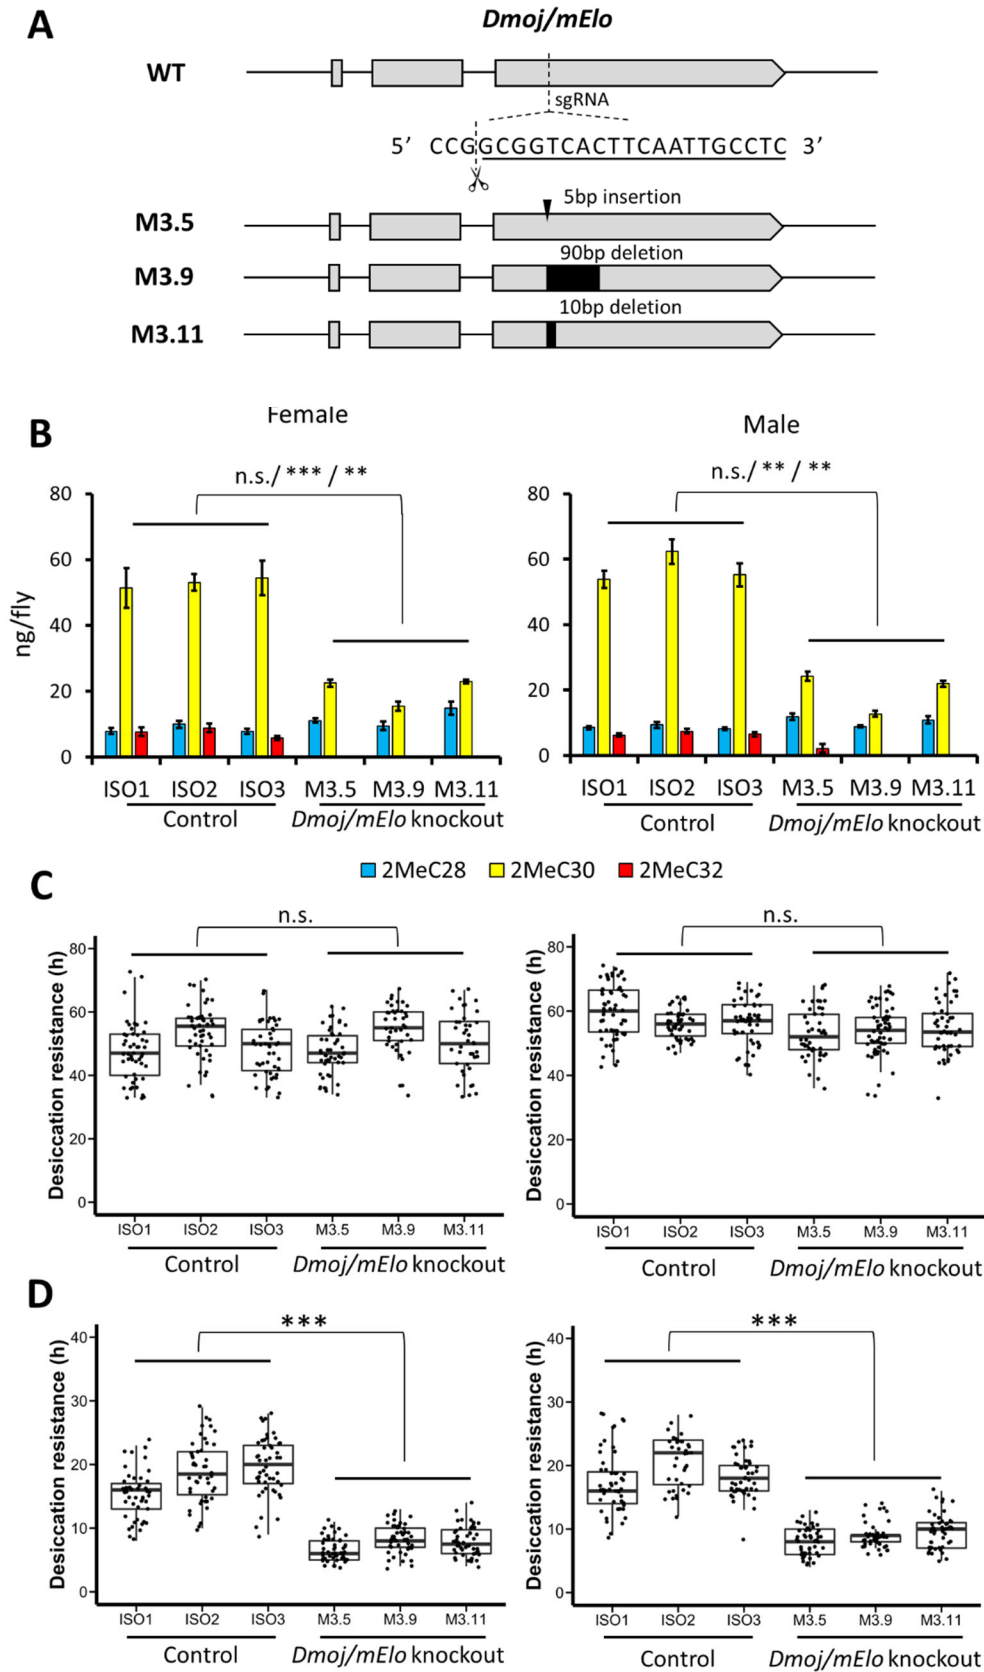 A
Dmoj/mElo
WT
sgRNA
5’ CCGGCGGTCACTTCAATTGCCTC 3’
5bp insertion
M3.5
90bp deletion
M3.9
10bp deletion
M3.11
B
Female
Male
n.s./ *** / **
n.s./ ** / **
80
60
40
20
0
ng/fly
ISO1 ISO2 ISO3 M3.5 M3.9 M3.11
Control Dmoj/mElo knockout
80
60
40
20
0
ISO1 ISO2 ISO3 M3.5 M3.9 M3.11
Control Dmoj/mElo knockout
2MeC28 2MeC30 2MeC32
C
n.s.
Desiccation resistance (h)
80
60
40
20
0
ISO1 ISO2 ISO3 M3.5 M3.9 M3.11
Control Dmoj/mElo knockout
n.s.
Desiccation resistance (h)
80
60
40
20
0
ISO1 ISO2 ISO3 M3.5 M3.9 M3.11
Control Dmoj/mElo knockout
D
***
Desiccation resistance (h)
40
30
20
10
0
ISO1 ISO2 ISO3 M3.5 M3.9 M3.11
Control Dmoj/mElo knockout
***
Desiccation resistance (h)
40
30
20
10
0
ISO1 ISO2 ISO3 M3.5 M3.9 M3.11
Control Dmoj/mElo knockout